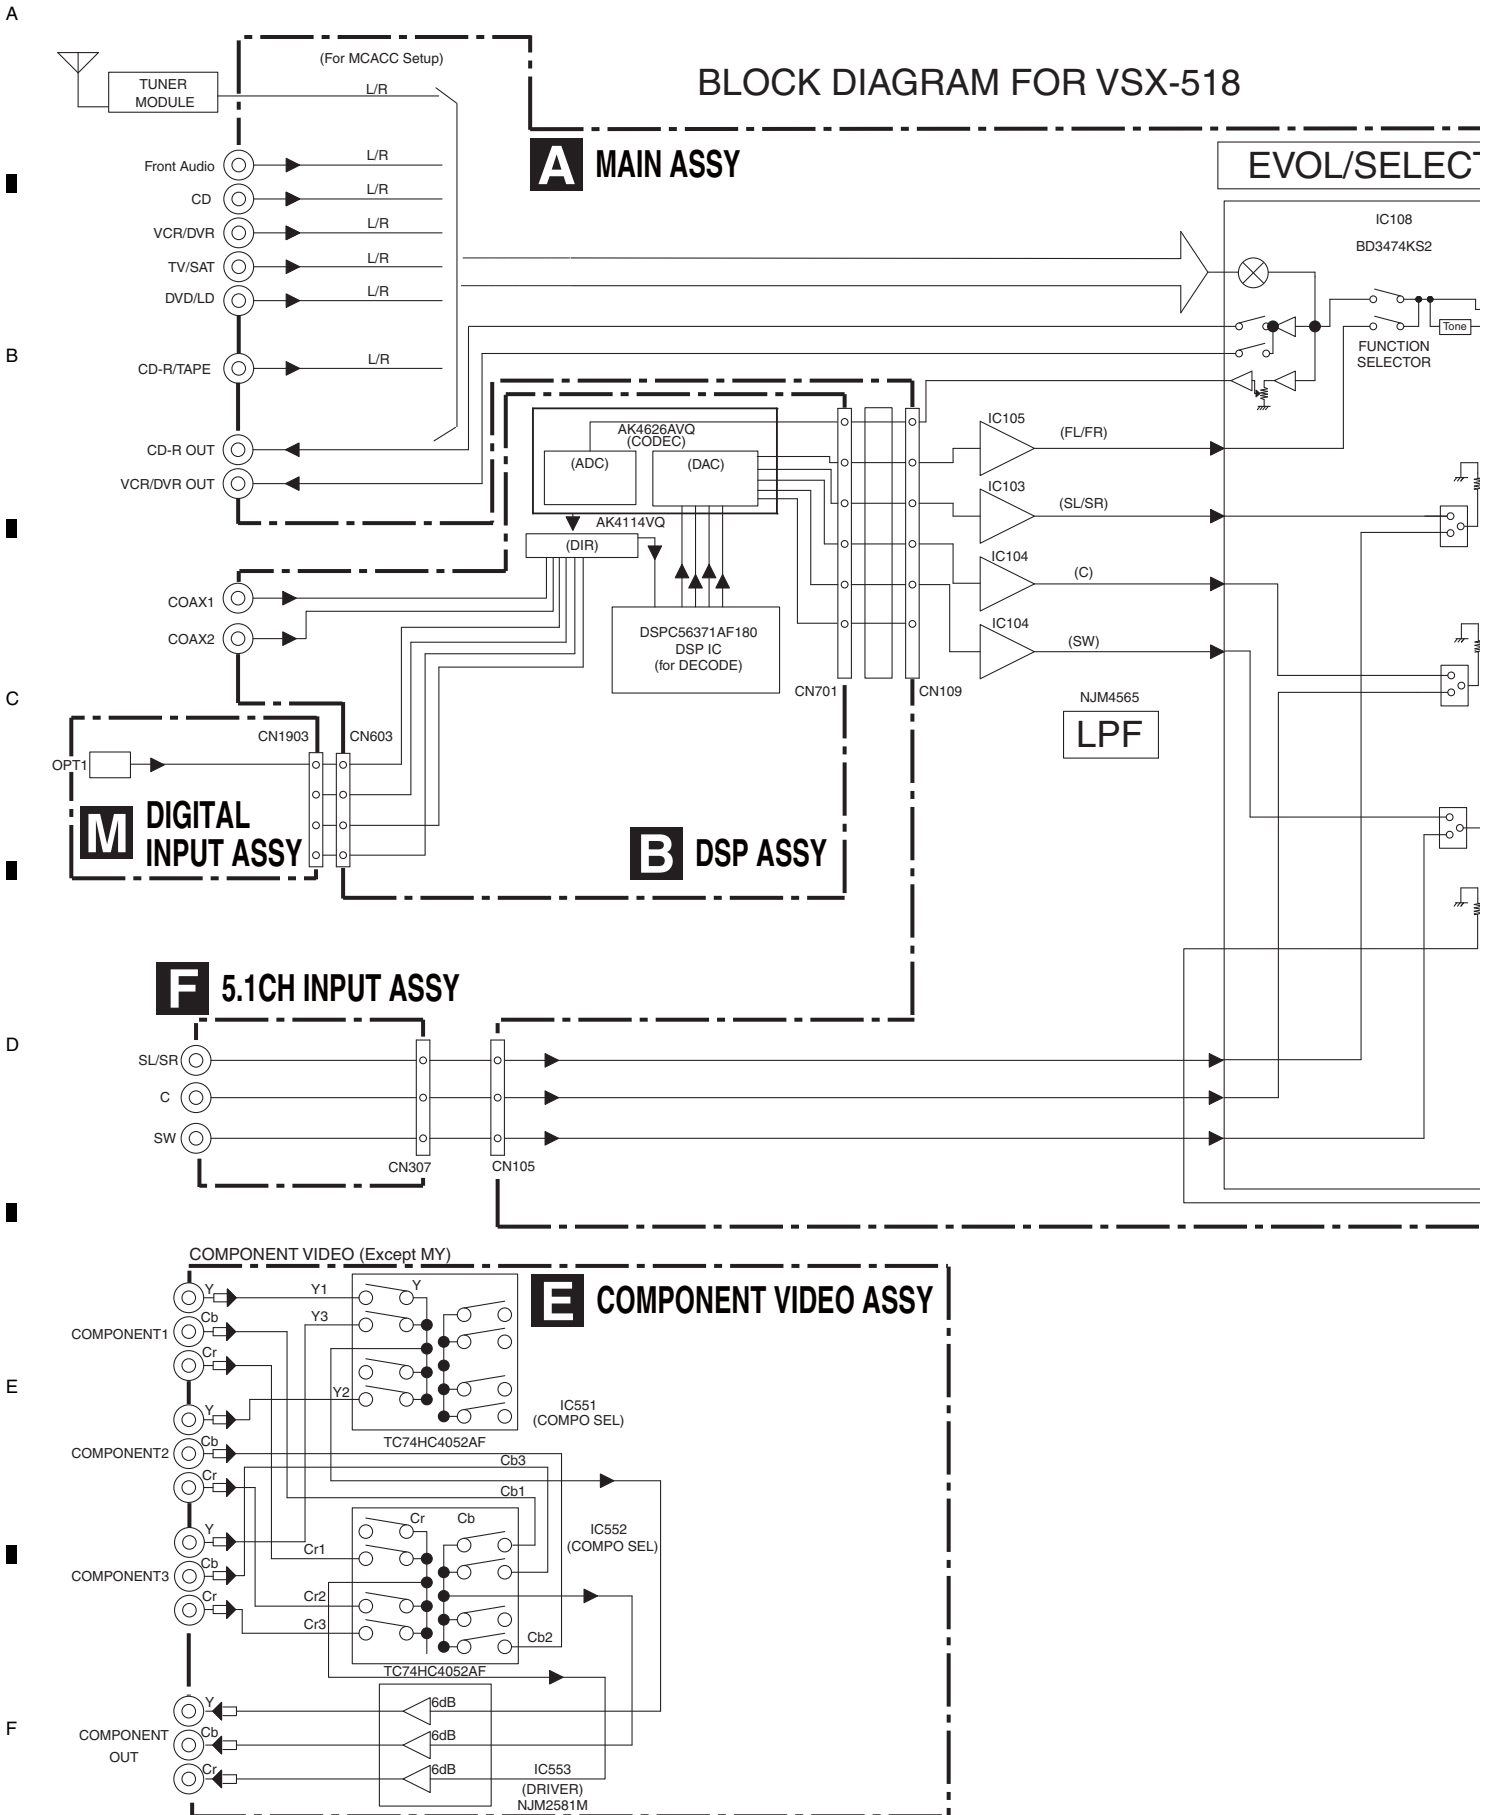 A
(For MCACC Setup)
BLOCK DIAGRAM FOR VSX-518
TUNER
MODULE
L/R
A MAIN ASSY
EVOL/SELECT
Front Audio
L/R
CD
L/R
VCR/DVR
L/R
TV/SAT
L/R
DVD/LD
L/R
IC108
BD3474KS2
Tone
FUNCTION
SELECTOR
B
CD-R/TAPE
L/R
CD-R OUT
VCR/DVR OUT
AK4626AVQ
(CODEC)
(ADC)
(DAC)
AK4114VQ
(DIR)
IC105
(FL/FR)
IC103
(SL/SR)
IC104
(C)
IC104
(SW)
COAX1
COAX2
DSPC56371AF180
DSP IC
(for DECODE)
C
CN701
CN109
NJM4565
LPF
CN1903
CN603
OPT1
M DIGITAL
INPUT ASSY
B DSP ASSY
F 5.1CH INPUT ASSY
D
SL/SR
C
SW
CN307
CN105
COMPONENT VIDEO (Except MY)
E COMPONENT VIDEO ASSY
Y
Y1
Y
Cb
Y3
COMPONENT1
Cr
E
Y2
Y
IC551
(COMPO SEL)
TC74HC4052AF
COMPONENT2
Cb
Cb3
Cr
Cb1
Cr
Cb
IC552
(COMPO SEL)
Y
Cr1
COMPONENT3
Cb
Cr
Cr2
Cr3
Cb2
TC74HC4052AF
F
COMPONENT
OUT
Y
6dB
Cb
6dB
Cr
6dB
IC553
(DRIVER)
NJM2581M